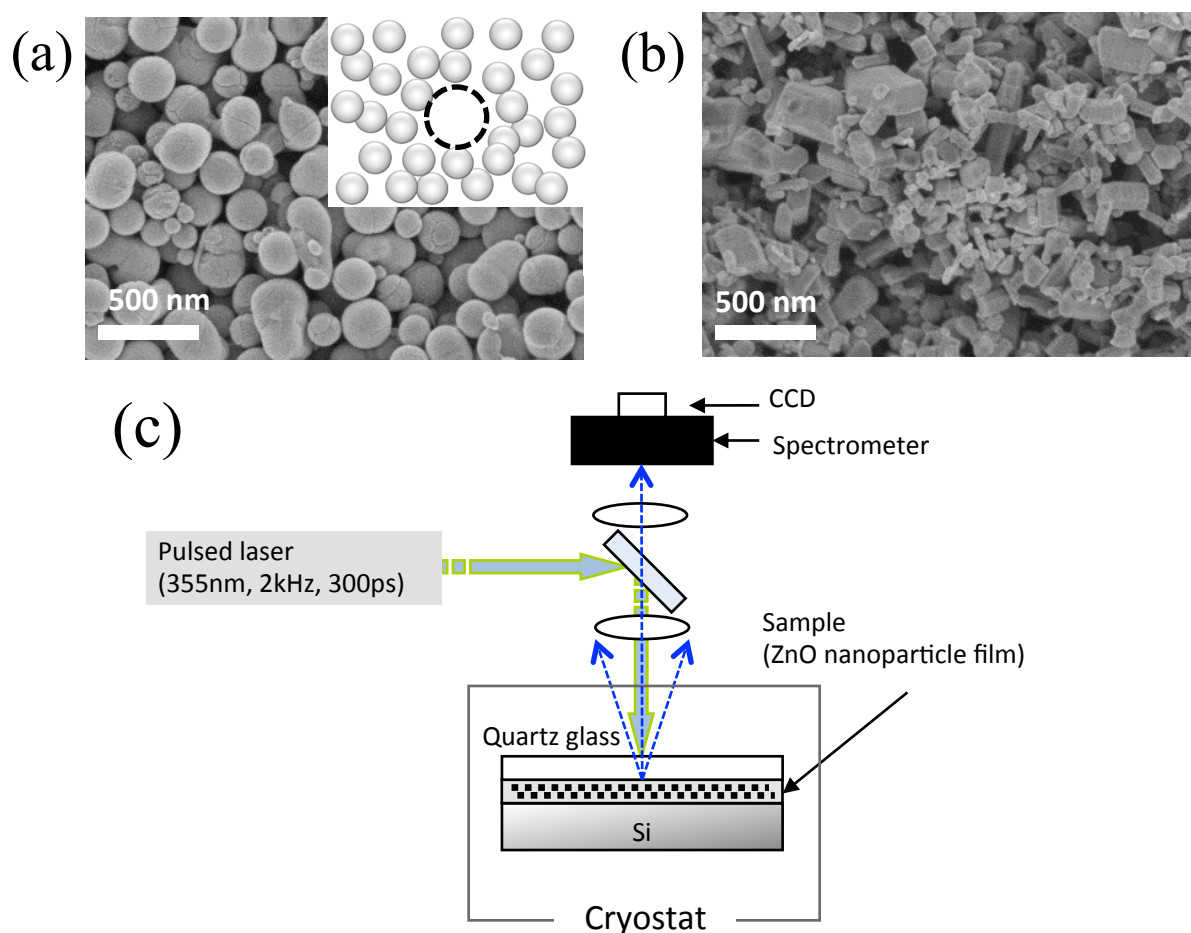 (a)
500 nm
(b)
500 nm
(c)
CCD
Spectrometer
Pulsed laser
(355nm, 2kHz, 300ps)
Sample
(ZnO nanoparticle film)
Quartz glass
Si
Cryostat